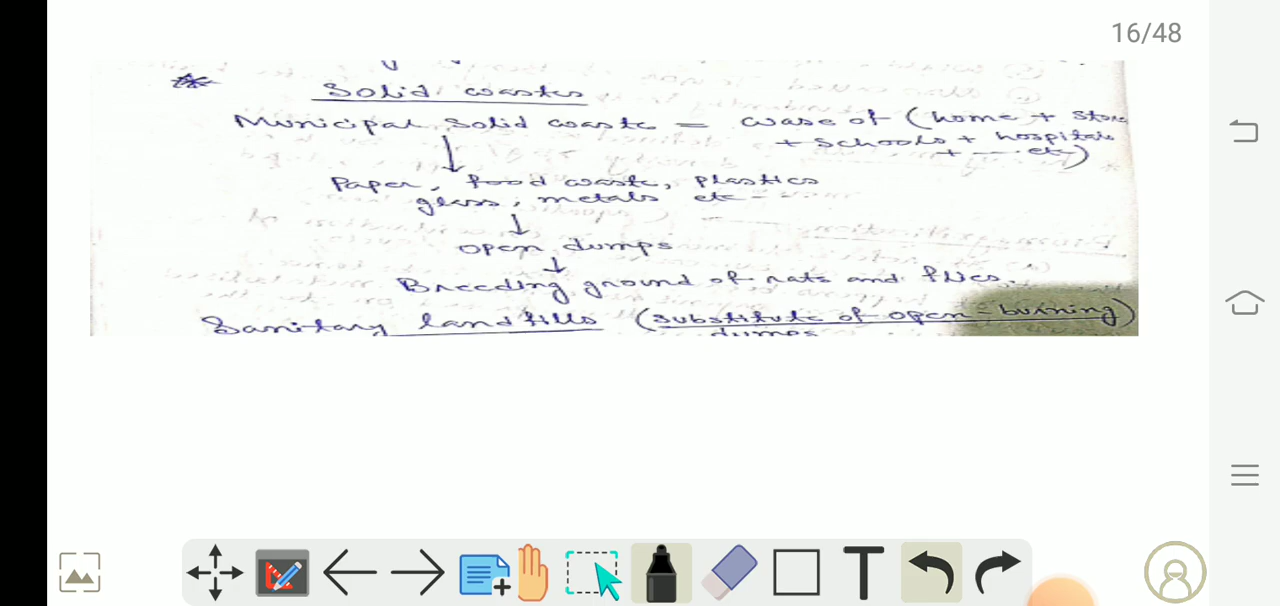 16/48
Solid wastes
Municipal solid waste = wase of (home + store
+ schools + hospitals
+ --- etc)
Paper, food waste, plastics
glass, metals etc
open dumps
Breeding ground of rats and flies.
Sanitary landfills (substitute of open-burning)
dumps
T